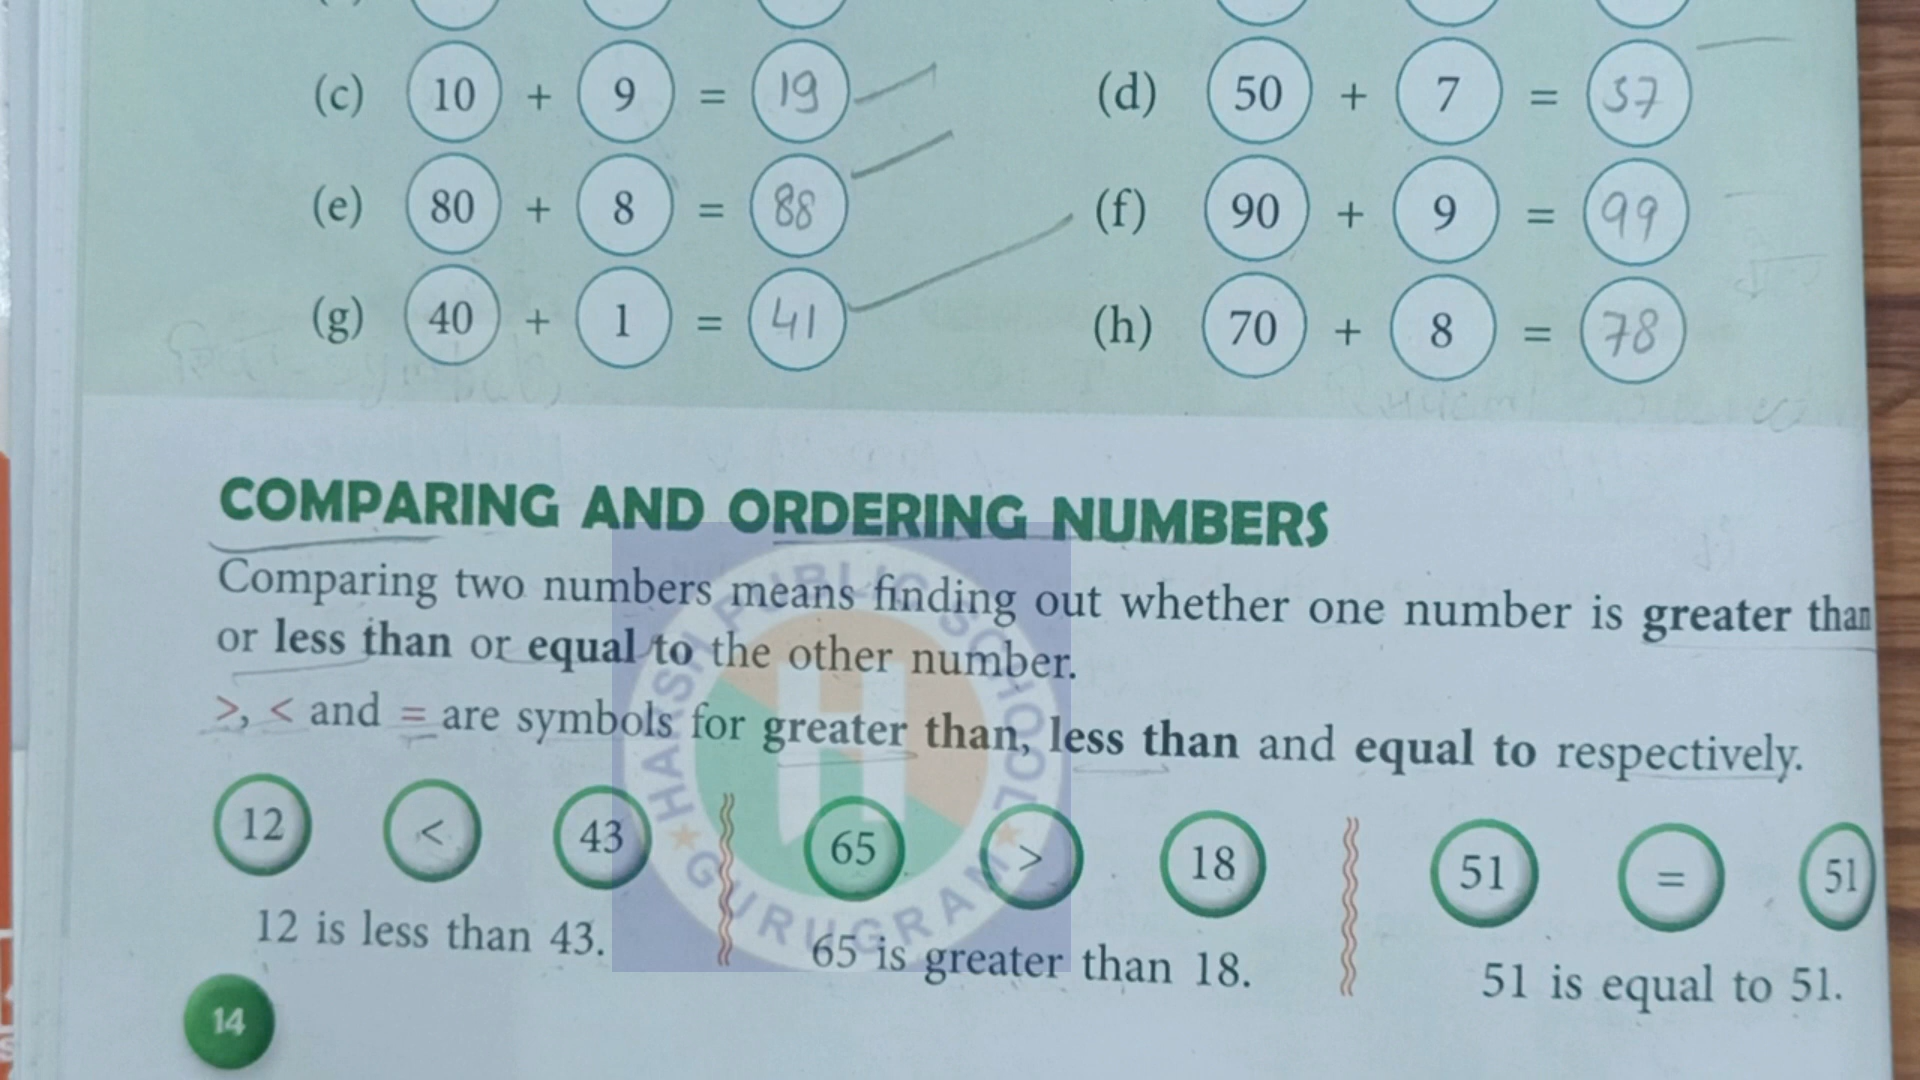 (c) 10 + 9 = 19 (d) 50 + 7 = 57
(e) 80 + 8 = 88 (f) 90 + 9 = 99
(g) 40 + 1 = 41 (h) 70 + 8 = 78
COMPARING AND ORDERING NUMBERS
Comparing two numbers means finding out whether one number is greater than
or less than or equal to the other number.
>, < and = are symbols for greater than, less than and equal to respectively.
12 < 43 65 > 18 51 = 51
12 is less than 43. 65 is greater than 18. 51 is equal to 51.
14
HARSH PUBLIC SCHOOL
GURUGRAM
H